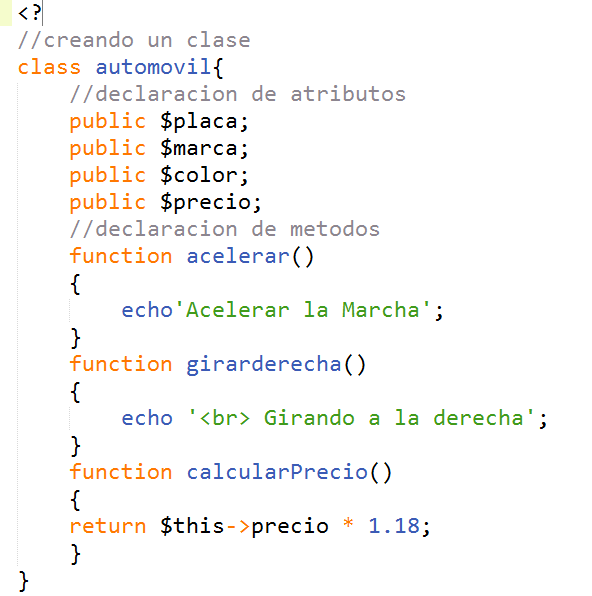 <?
//creando un clase
class automovil{
//declaracion de atributos
public $placa;
public $marca;
public $color;
public $precio;
//declaracion de metodos
function acelerar()
{
echo'Acelerar la Marcha';
}
function girarderecha()
{
echo '<br> Girando a la derecha';
}
function calcularPrecio()
{
return $this->precio * 1.18;
}
}